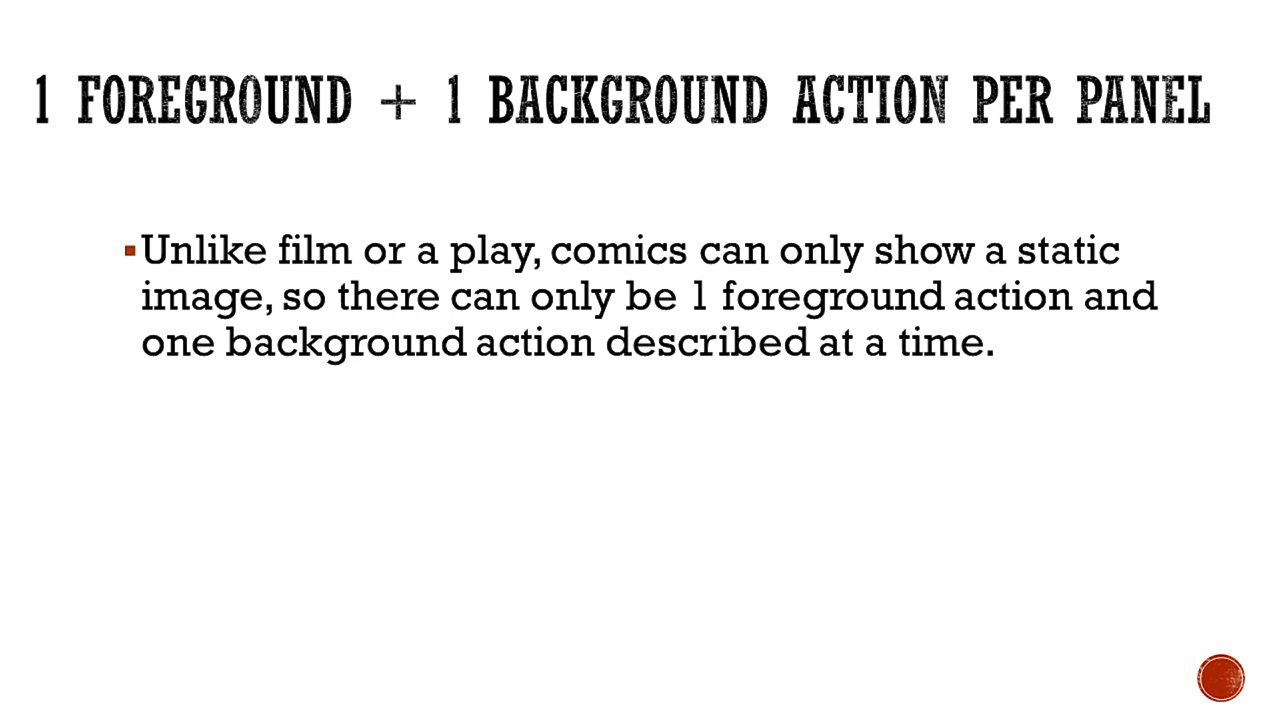 1 FOREGROUND + 1 BACKGROUND ACTION PER PANEL
▪Unlike film or a play, comics can only show a static
image, so there can only be 1 foreground action and
one background action described at a time.